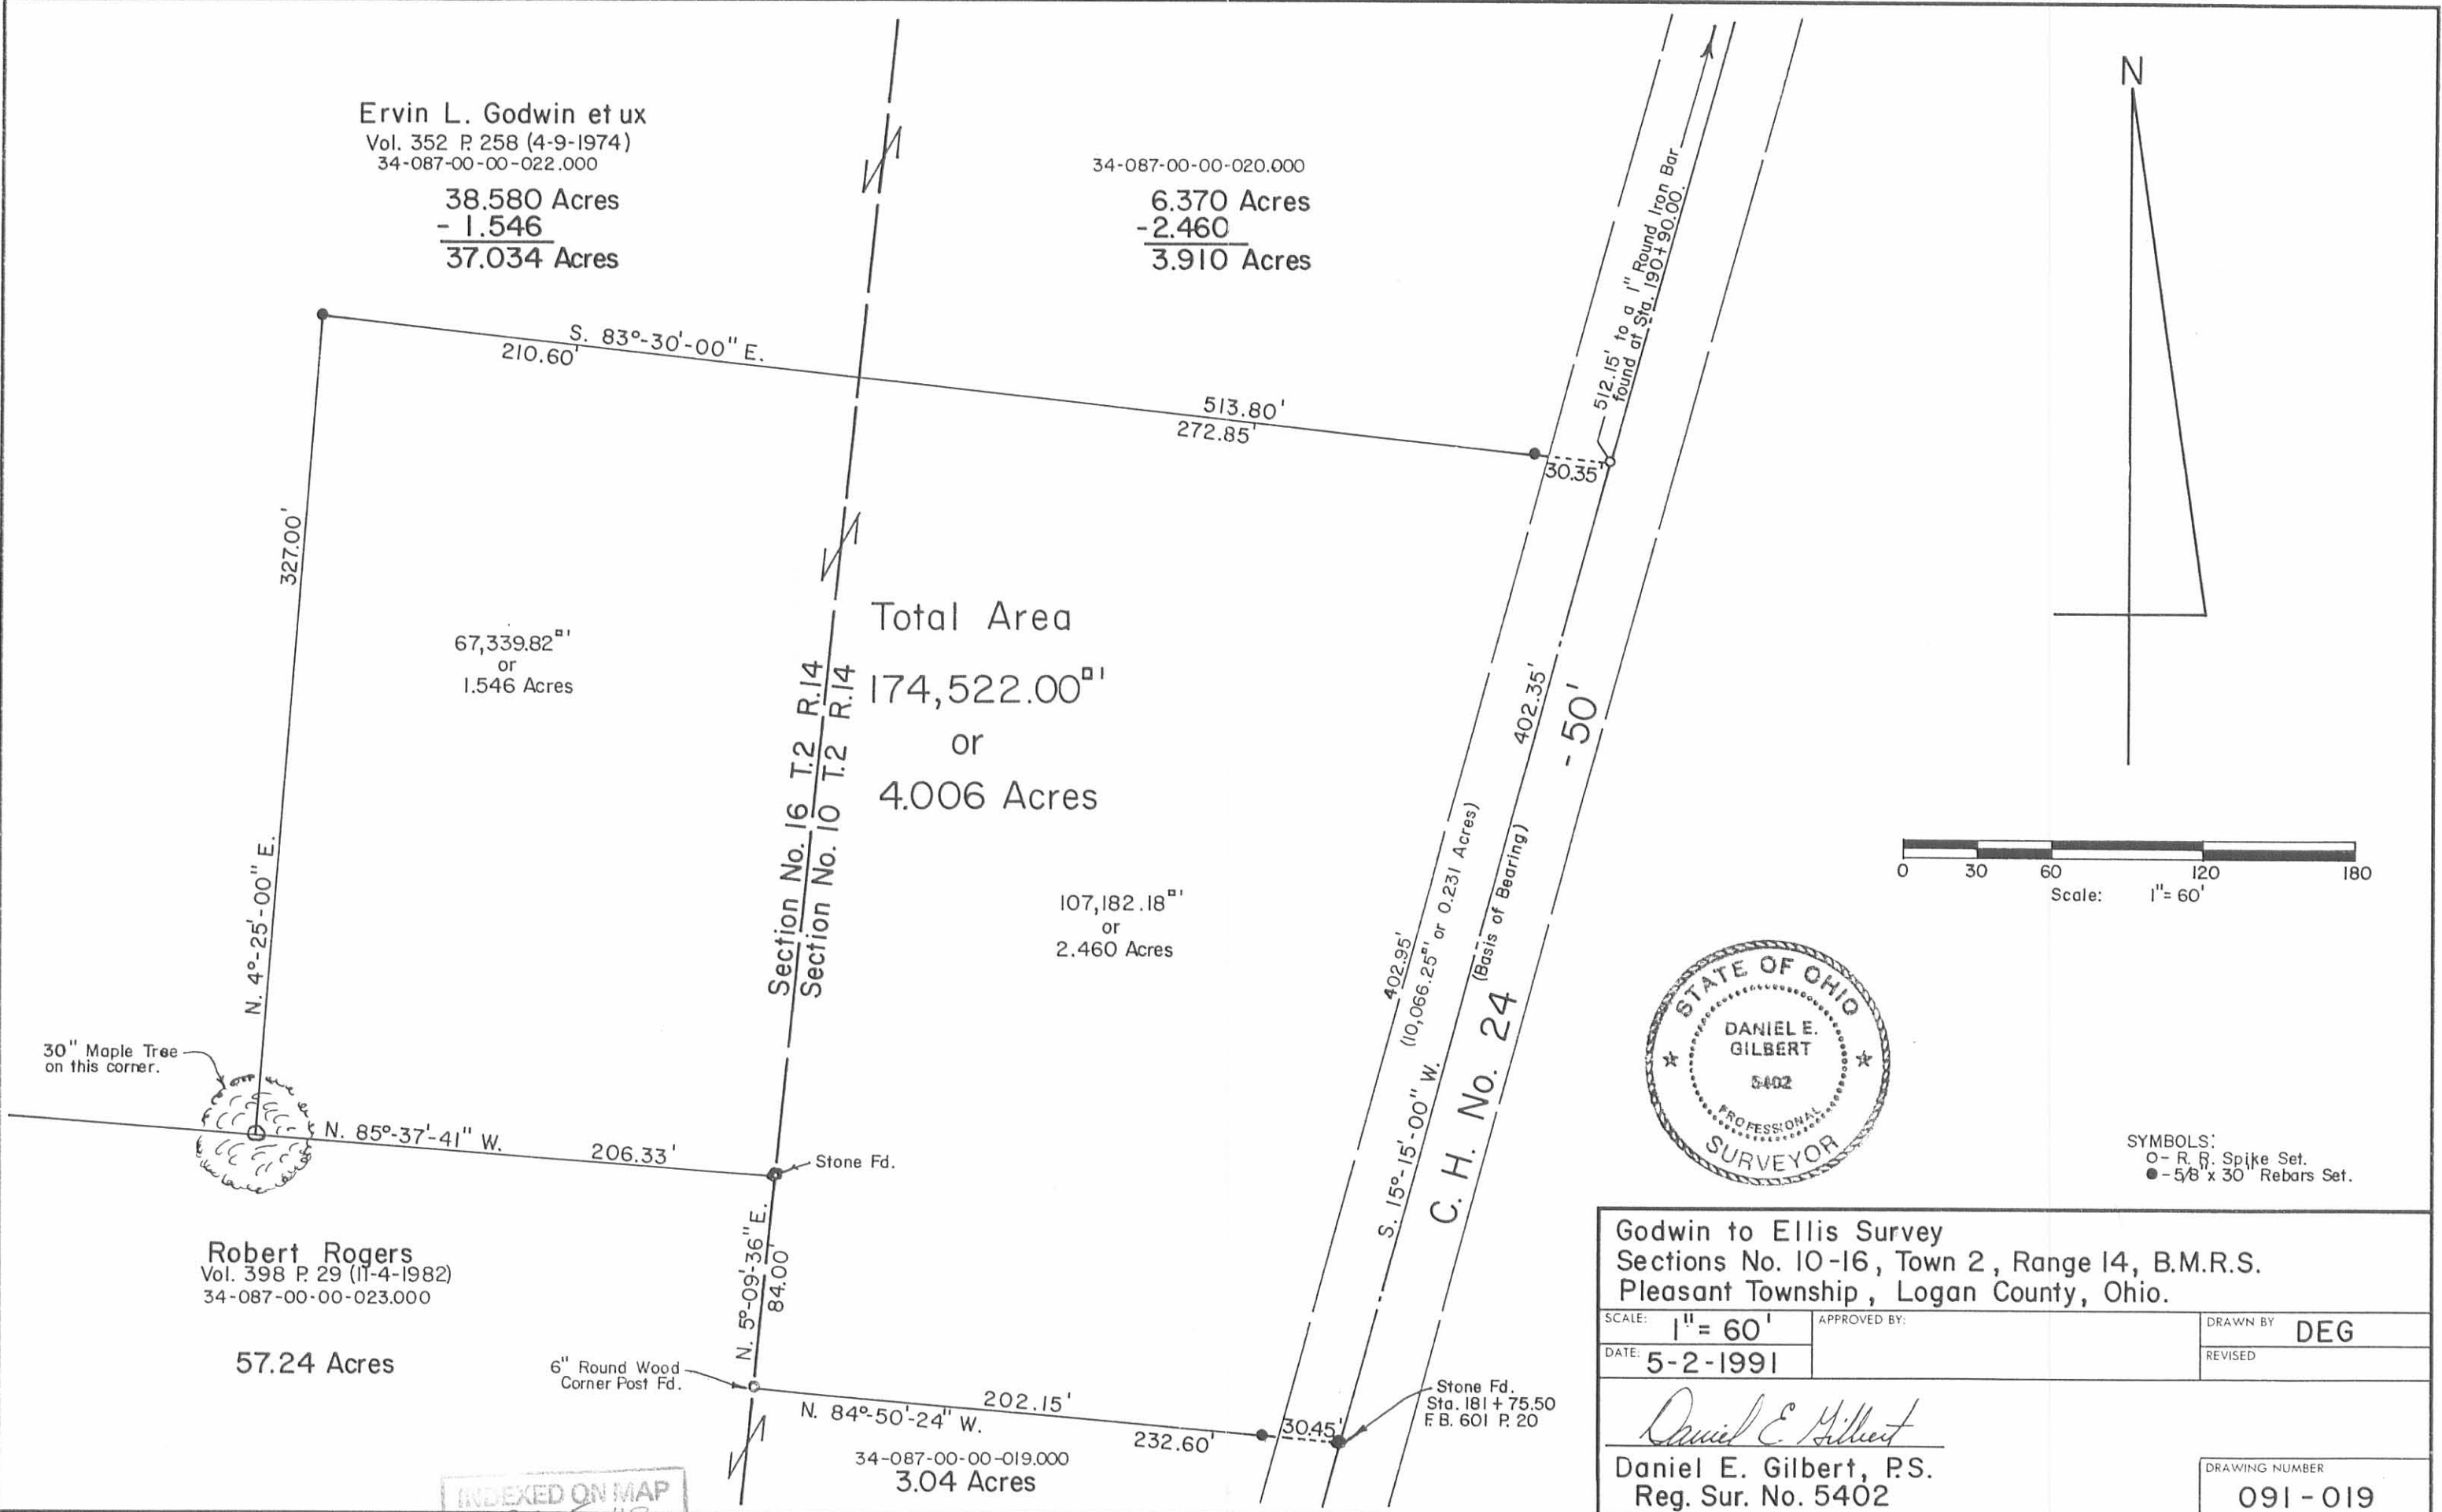 Ervin L. Godwin et ux
Vol. 352 P. 258 (4-9-1974)
34-087-00-00-022.000
38.580 Acres
- 1.546
37.034 Acres
34-087-00-00-020.000
6.370 Acres
-2.460
3.910 Acres
512.15' to a 1" Round Iron Bar
found at Sta. 190+90.00.
N
S. 83°-30'-00" E.
210.60'
513.80'
272.85'
30.35'
327.00'
N. 4°-25'-00" E.
67,339.82□'
or
1.546 Acres
Section No. 16 T.2 R.14
Section No. 10 T.2 R.14
Total Area
174,522.00□'
or
4.006 Acres
107,182.18□'
or
2.460 Acres
402.95'
(10,066.25□' or 0.231 Acres)
S. 15°-15'-00" W.
(Basis of Bearing)
402.35'
C. H. No. 24
- 50'
0 30 60 120 180
Scale: 1"= 60'
STATE OF OHIO
DANIEL E.
GILBERT
5402
PROFESSIONAL
SURVEYOR
SYMBOLS:
O- R. R. Spike Set.
● - 5/8" x 30" Rebars Set.
30" Maple Tree
on this corner.
N. 85°-37'-41" W.
206.33'
Stone Fd.
N. 5°-09'-36" E.
84.00'
Robert Rogers
Vol. 398 P. 29 (11-4-1982)
34-087-00-00-023.000
57.24 Acres
6" Round Wood
Corner Post Fd.
202.15'
N. 84°-50'-24" W.
232.60'
30.45'
Stone Fd.
Sta. 181 + 75.50
F. B. 601 P. 20
34-087-00-00-019.000
3.04 Acres
INDEXED ON MAP
Godwin to Ellis Survey
Sections No. 10-16, Town 2, Range 14, B.M.R.S.
Pleasant Township, Logan County, Ohio.
SCALE: 1" = 60'
APPROVED BY:
DRAWN BY DEG
DATE: 5-2-1991
REVISED
Daniel E. Gilbert
Daniel E. Gilbert, P.S.
Reg. Sur. No. 5402
DRAWING NUMBER
091-019